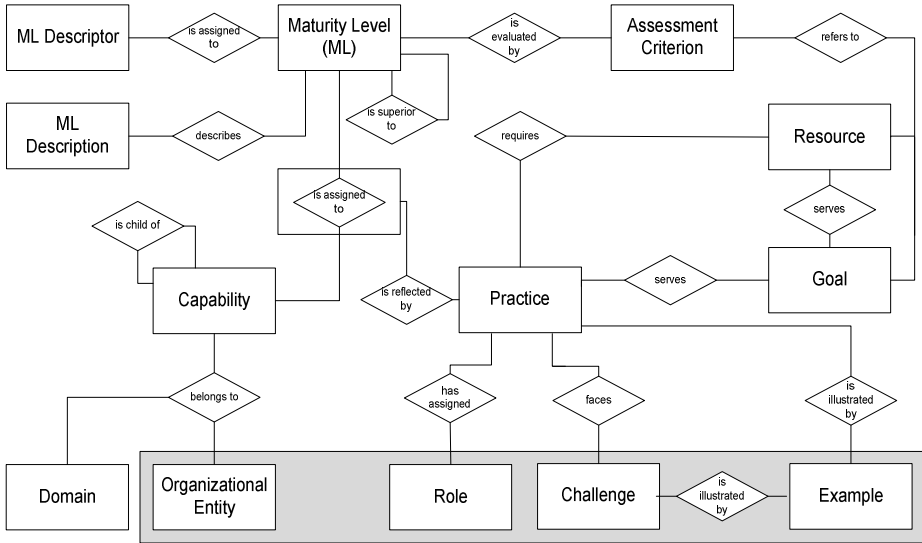 ML Descriptor
is assigned
to
Maturity Level
(ML)
is
evaluated
by
Assessment
Criterion
refers to
ML
Description
describes
is superior
to
requires
Resource
is assigned
to
serves
is child of
Capability
is reflected
by
Practice
serves
Goal
belongs to
has
assigned
faces
is
illustrated
by
Domain
Organizational
Entity
Role
Challenge
is
illustrated
by
Example